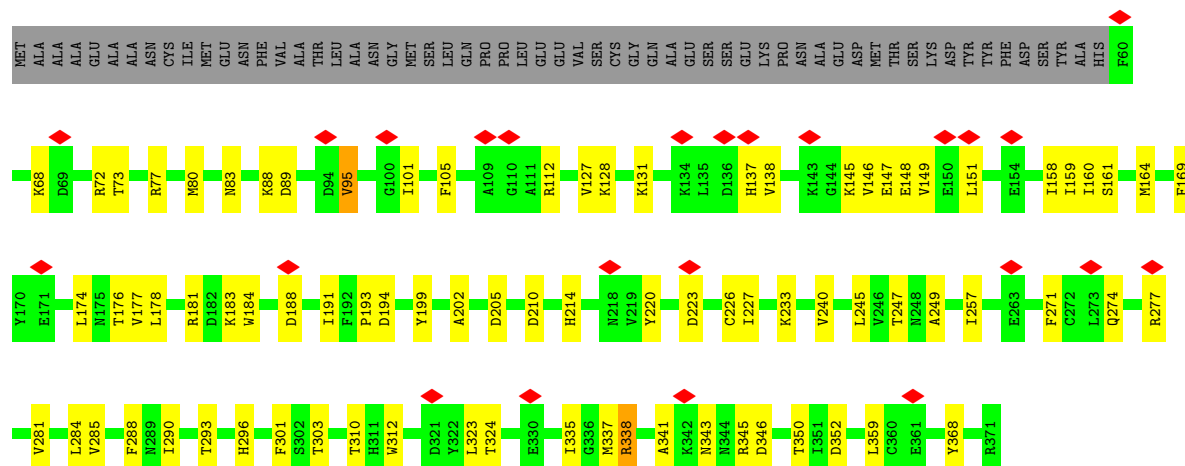 MET ALA ALA ALA GLU ALA ALA ASN CYS ILE MET GLU ASN PHE VAL ALA THR LEU ALA ASN GLY MET SER LEU GLN PRO PRO LEU GLU GLU VAL SER CYS GLY GLN ALA GLU SER SER GLU LYS PRO ASN ALA GLU ASP MET THR SER LYS ASP TYR TYR PHE ASP SER TYR ALA HIS F60
K68 D69 R72 T73 R77 M80 N83 K88 D89 D94 V95 G100 I101 F105 A109 G110 A111 R112 V127 K128 K131 K134 L135 D136 H137 V138 K143 G144 K145 V146 E147 E148 V149 E150 L151 E154 I158 I159 I160 S161 M164 F169
Y170 E171 L174 N175 T176 V177 L178 R181 D182 K183 W184 D188 I191 F192 P193 D194 Y199 A202 D205 D210 H214 N218 V219 Y220 D223 C226 I227 K233 V240 L245 V246 T247 N248 A249 I257 E263 F271 C272 L273 Q274 R277
V281 L284 V285 F288 N289 I290 T293 H296 F301 S302 T303 T310 H311 W312 D321 Y322 L323 T324 E330 I335 G336 M337 R338 A341 K342 N343 N344 R345 D346 T350 I351 D352 L359 C360 E361 Y368 R371